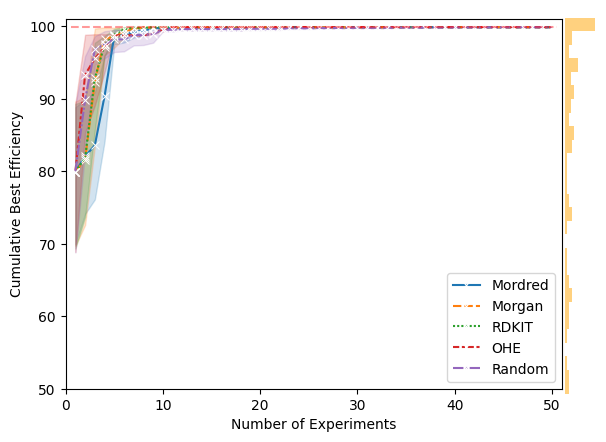 100
90
80
70
60
50
Cumulative Best Efficiency
Mordred
Morgan
RDKIT
OHE
Random
0 10 20 30 40 50
Number of Experiments